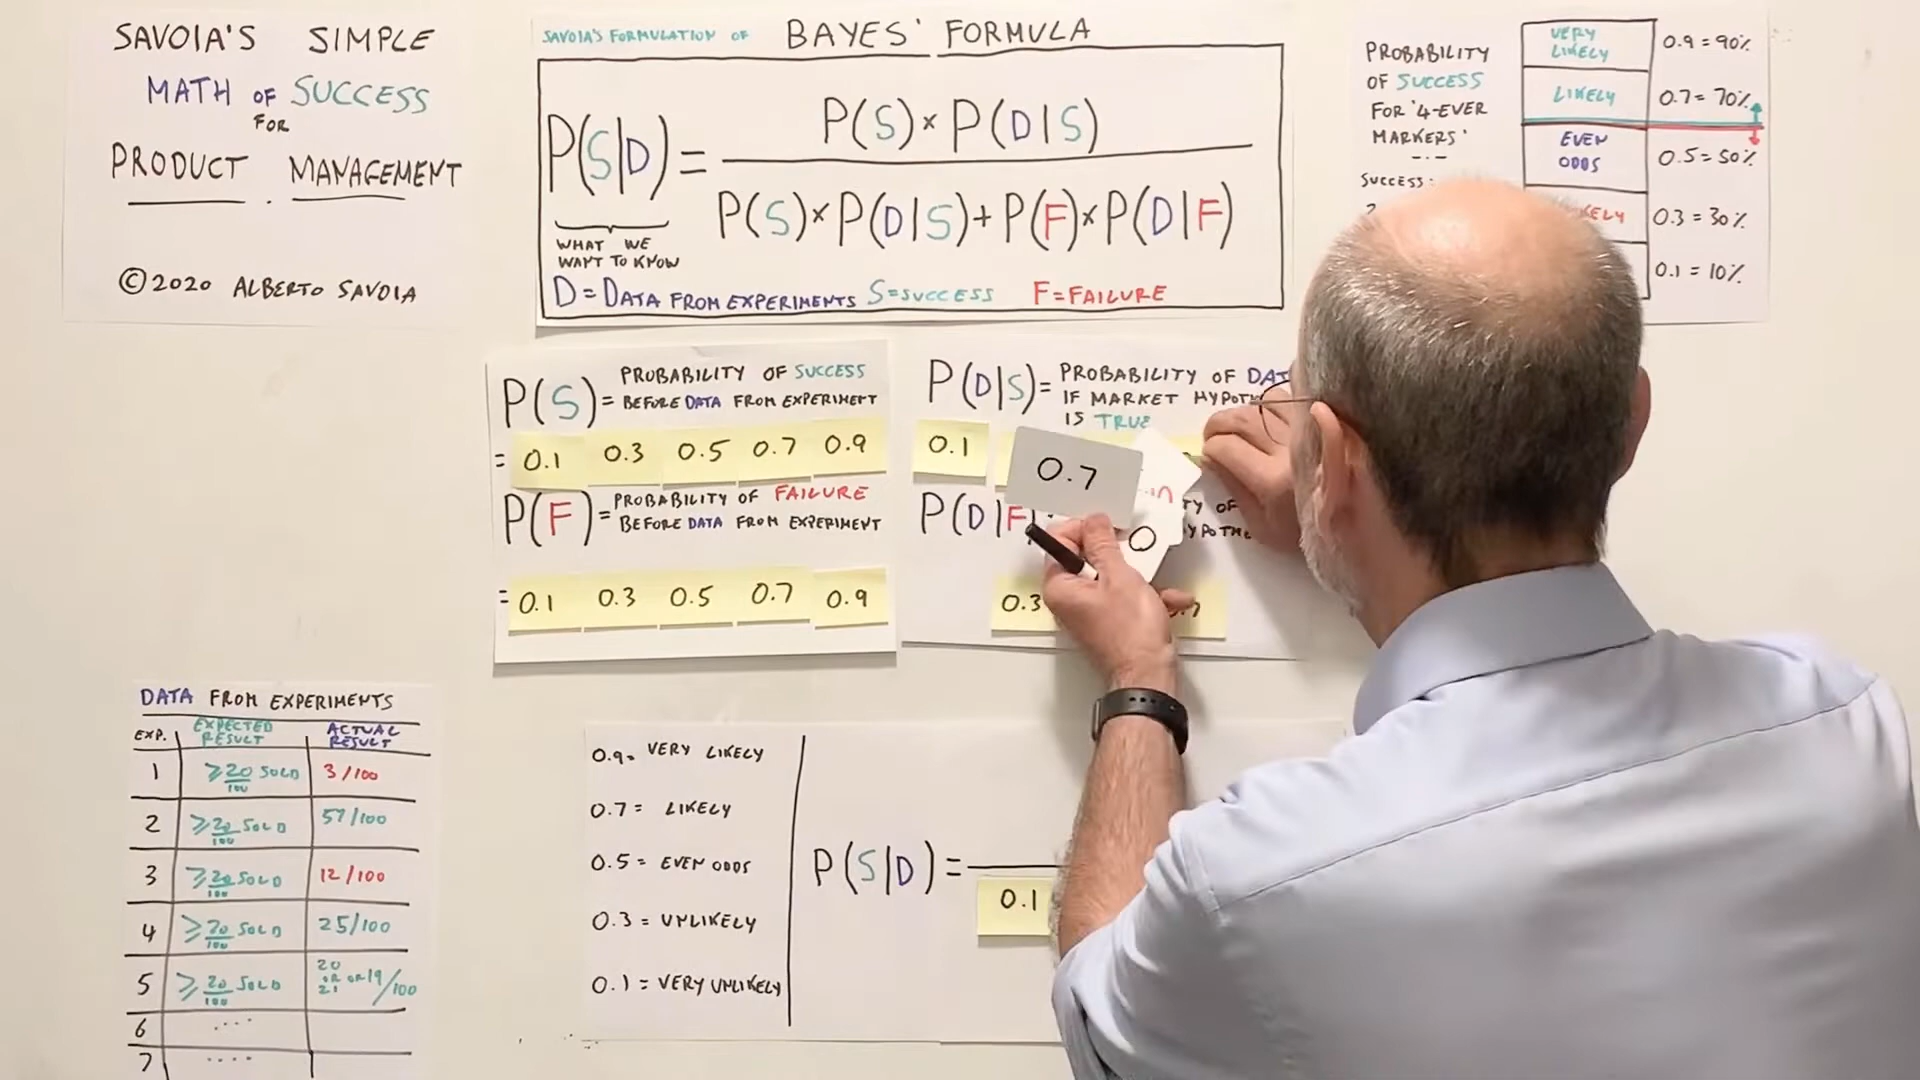 SAVOIA'S SIMPLE
MATH OF SUCCESS
FOR
PRODUCT MANAGEMENT
©2020 ALBERTO SAVOIA
SAVOIA'S FORMULATION OF BAYES' FORMULA
P(S|D) =
P(S) × P(D|S)
P(S) × P(D|S) + P(F) × P(D|F)
WHAT WE
WANT TO KNOW
D = DATA FROM EXPERIMENTS S = SUCCESS F = FAILURE
PROBABILITY
OF SUCCESS
FOR '4-EVER
MARKERS'
SUCCESS:
VERY
LIKELY
0.9 = 90%
LIKELY
0.7 = 70%
EVEN
ODDS
0.5 = 50%
0.3 = 30%
0.1 = 10%
P(S) = PROBABILITY OF SUCCESS
BEFORE DATA FROM EXPERIMENT
= 0.1 0.3 0.5 0.7 0.9
P(F) = PROBABILITY OF FAILURE
BEFORE DATA FROM EXPERIMENT
= 0.1 0.3 0.5 0.7 0.9
P(D|S) = PROBABILITY OF
IF MARKET
IS TRUE
0.1
0.7
0
P(D|F
OF
0.3
DATA FROM EXPERIMENTS
EXP.
EXPECTED
RESULT
ACTUAL
RESULT
1 ≥20/100 SOLD 3/100
2 ≥20/100 SOLD 57/100
3 ≥20/100 SOLD 12/100
4 ≥20/100 SOLD 25/100
5 ≥20/100 SOLD 20 OR 21 OR 19/100
6 ....
7 ....
0.9= VERY LIKELY
0.7 = LIKELY
0.5 = EVEN ODDS
0.3 = UNLIKELY
0.1 = VERY UNLIKELY
P(S|D) =
0.1